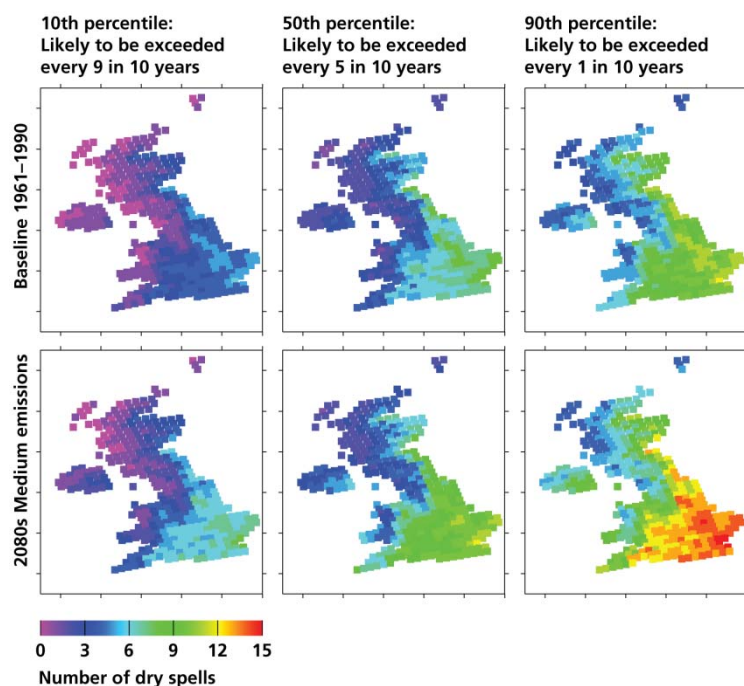 10th percentile:
Likely to be exceeded
every 9 in 10 years
50th percentile:
Likely to be exceeded
every 5 in 10 years
90th percentile:
Likely to be exceeded
every 1 in 10 years
Baseline 1961–1990
2080s Medium emissions
0 3 6 9 12 15
Number of dry spells